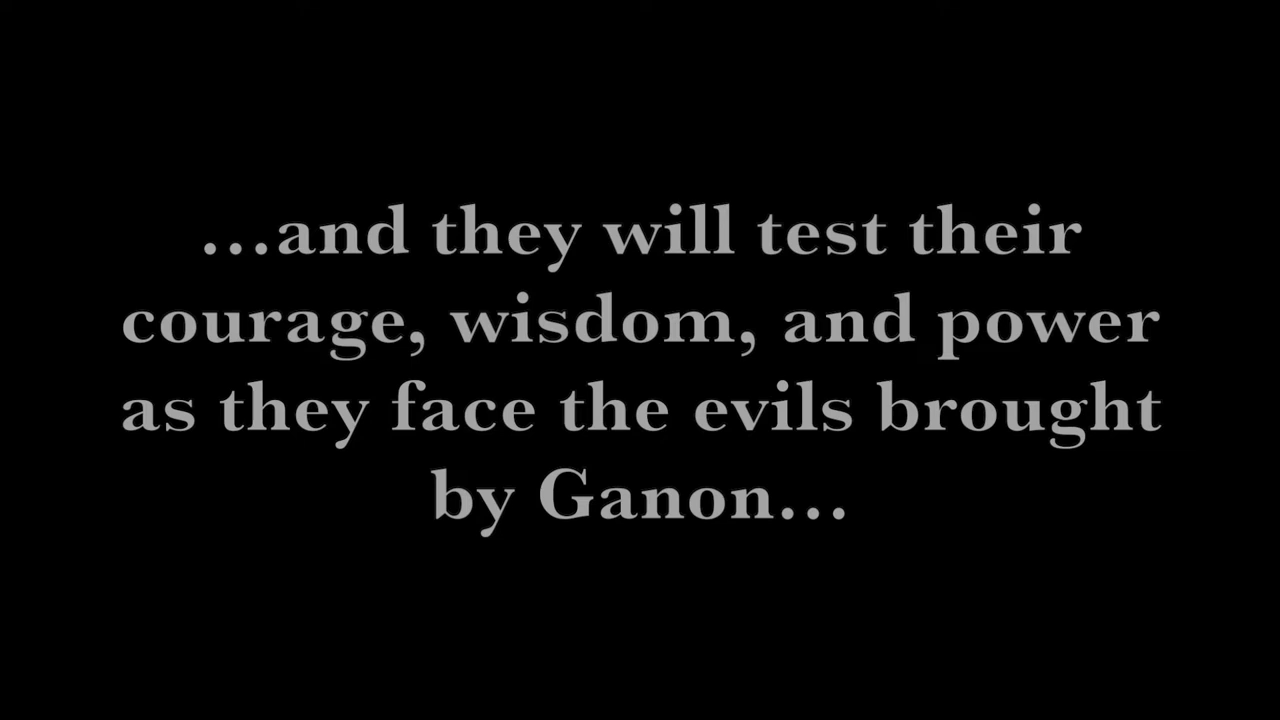 ...and they will test their
courage, wisdom, and power
as they face the evils brought
by Ganon...